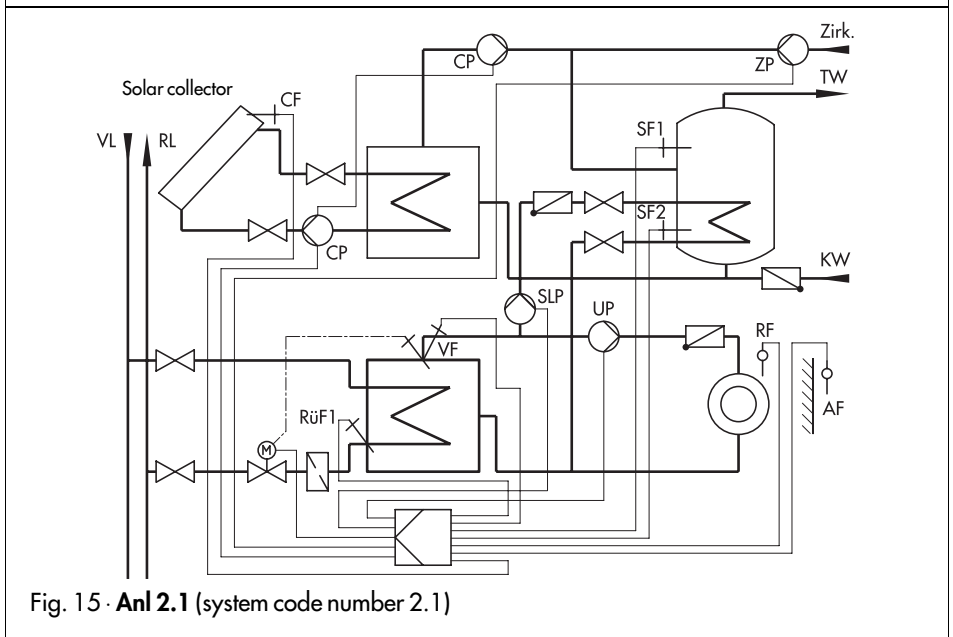 Zirk.
CP
ZP
TW
Solar collector
CF
VL
RL
SF1
SF2
CP
KW
SLP
UP
RF
VF
AF
RüF1
M
Fig. 15 · Anl 2.1 (system code number 2.1)